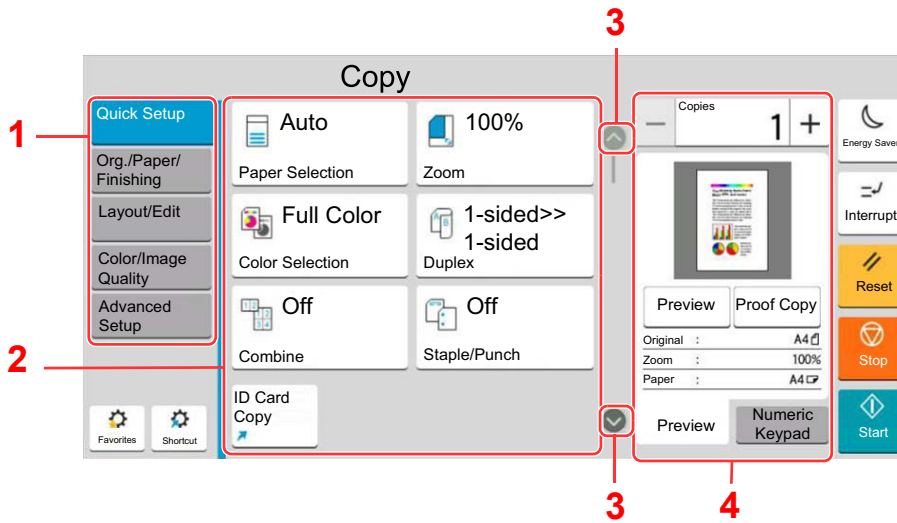 3
Copy
1
Quick Setup
Org./Paper/
Finishing
Layout/Edit
Color/Image
Quality
Advanced
Setup
2
Favorites
Shortcut
Auto
Paper Selection
100%
Zoom
Full Color
Color Selection
1-sided>>
1-sided
Duplex
Off
Combine
Off
Staple/Punch
ID Card
Copy
3
Copies
1
Preview
Proof Copy
Original : A4
Zoom : 100%
Paper : A4
Preview
Numeric
Keypad
4
Energy Saver
Interrupt
Reset
Stop
Start